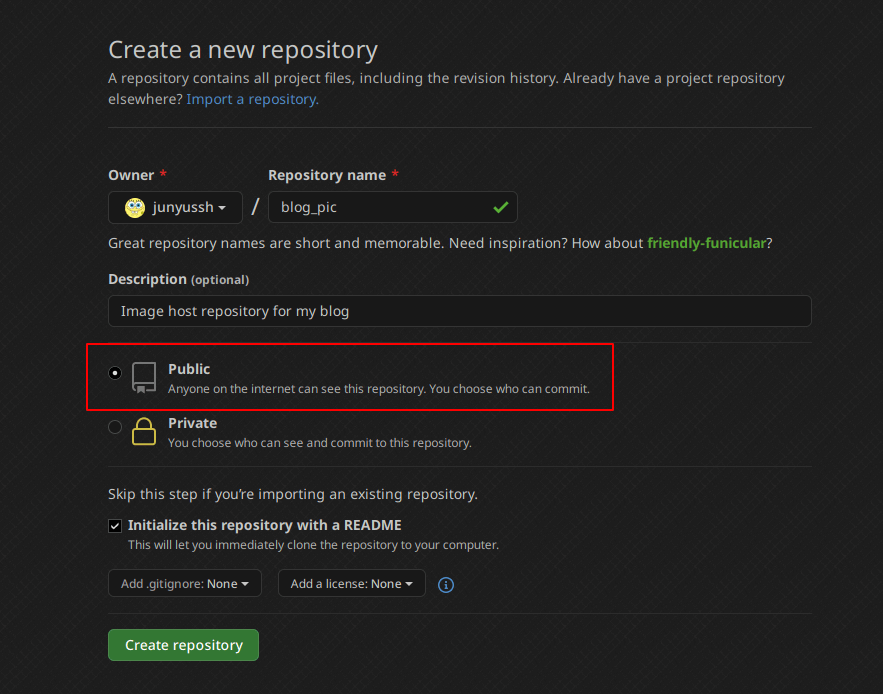 Create a new repository
A repository contains all project files, including the revision history. Already have a project repository
elsewhere? Import a repository.
Owner * Repository name *
junyussh / blog_pic
Great repository names are short and memorable. Need inspiration? How about friendly-funicular?
Description (optional)
Image host repository for my blog
Public
Anyone on the internet can see this repository. You choose who can commit.
Private
You choose who can see and commit to this repository.
Skip this step if you’re importing an existing repository.
Initialize this repository with a README
This will let you immediately clone the repository to your computer.
Add .gitignore: None Add a license: None
Create repository